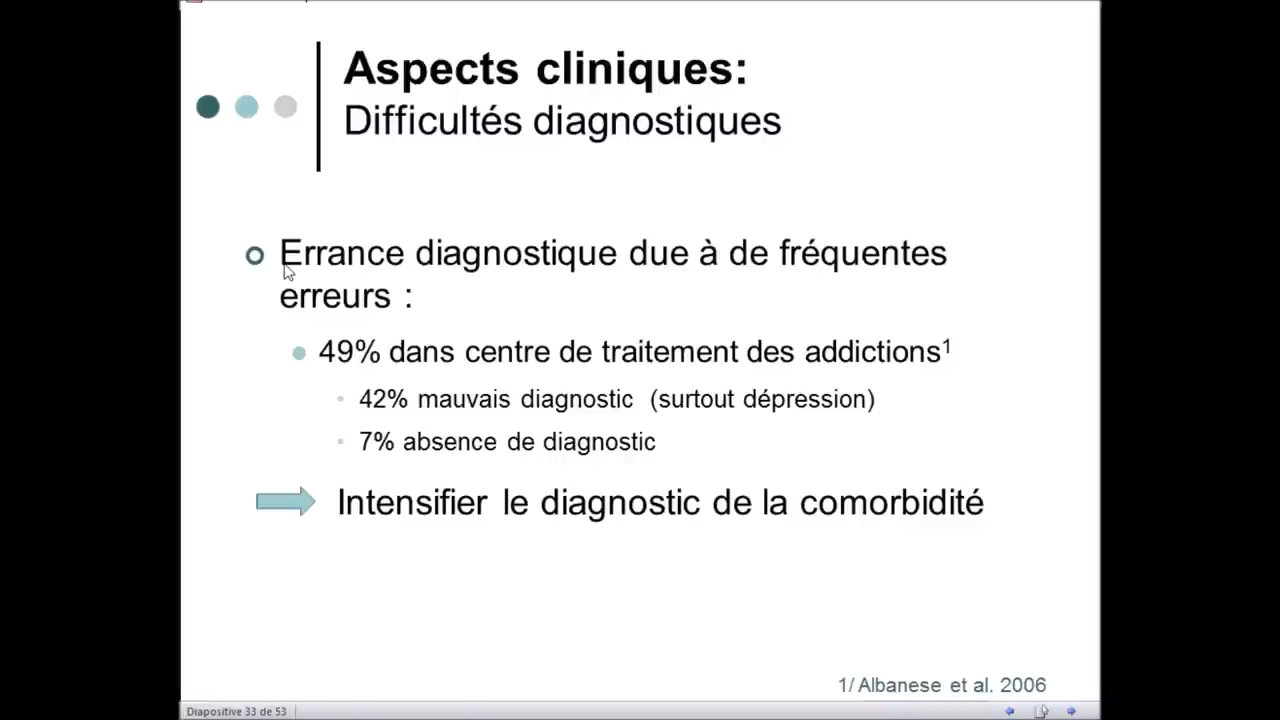 Aspects cliniques:
Difficultés diagnostiques
Errance diagnostique due à de fréquentes
erreurs :
49% dans centre de traitement des addictions¹
42% mauvais diagnostic (surtout dépression)
7% absence de diagnostic
Intensifier le diagnostic de la comorbidité
1/ Albanese et al. 2006
Diapositive 33 de 53